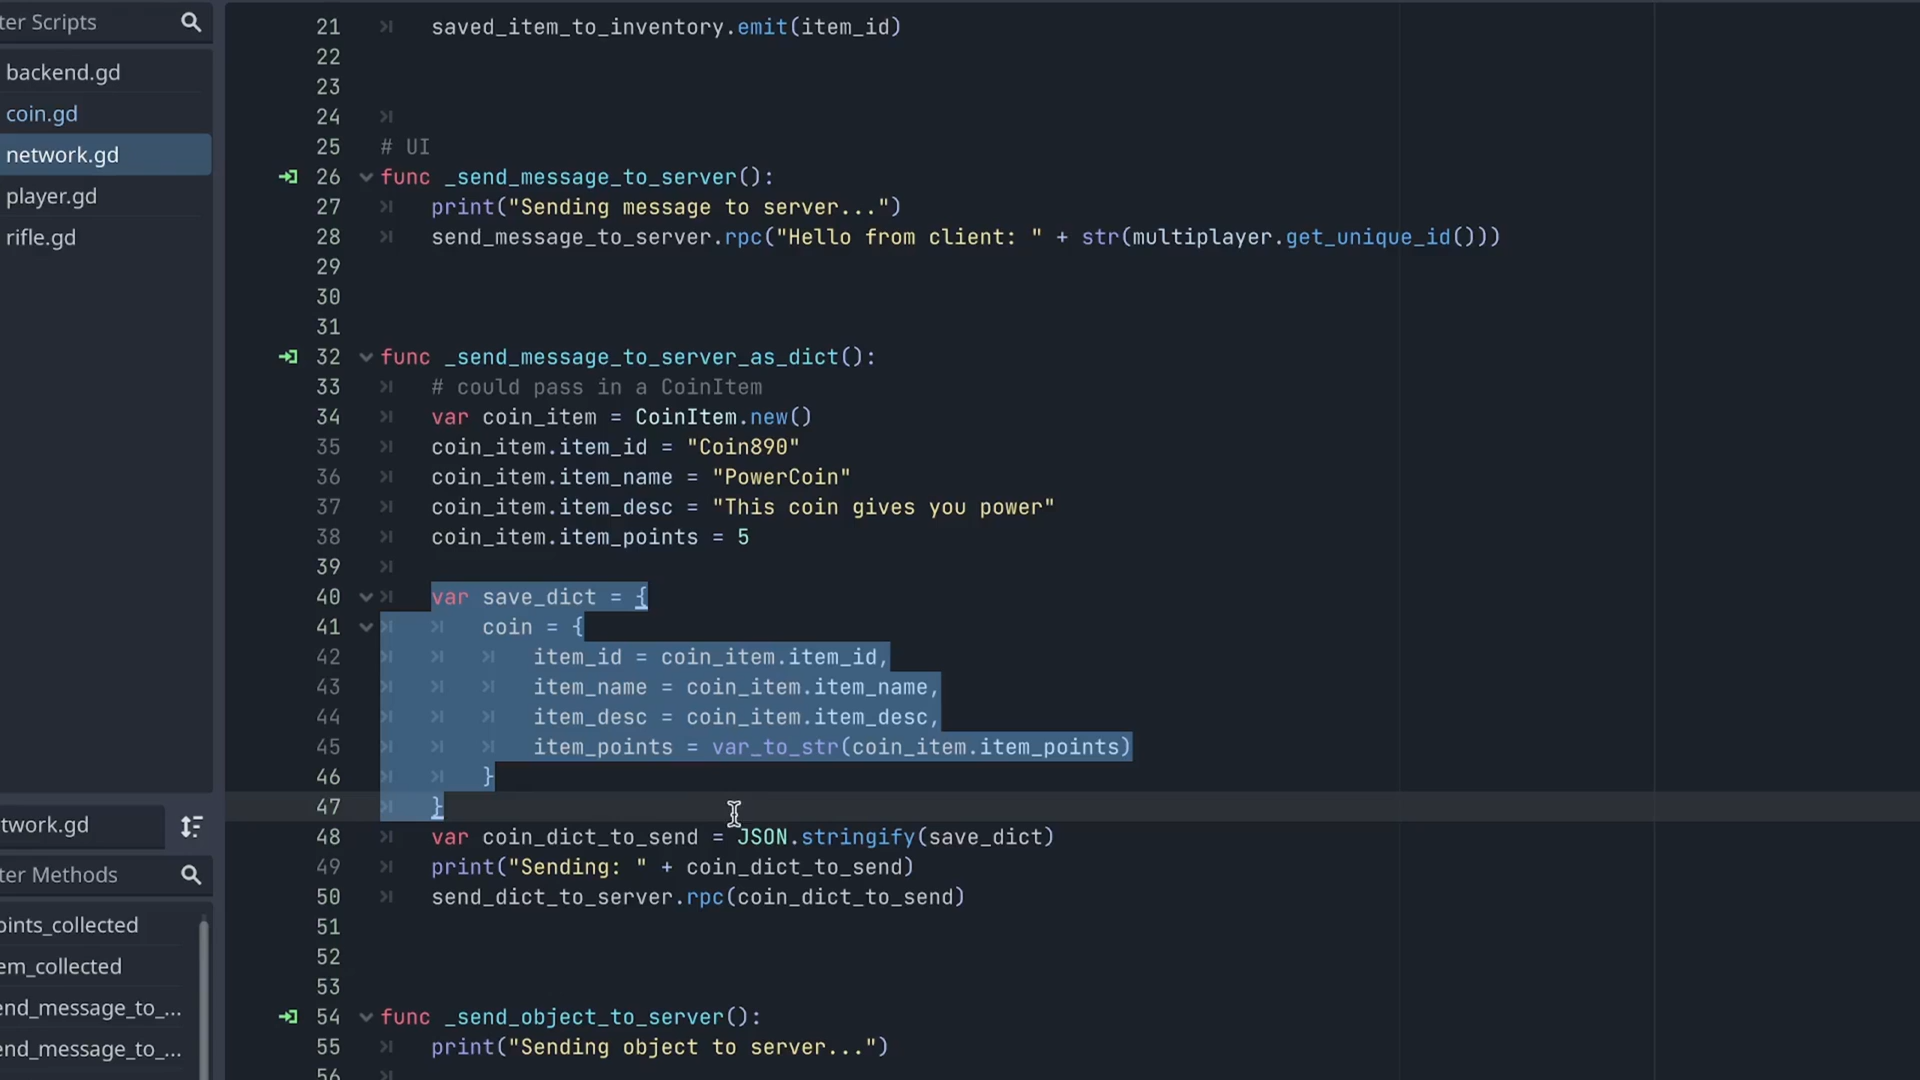 ter Scripts
backend.gd
coin.gd
network.gd
player.gd
rifle.gd
twork.gd
ter Methods
oints_collected
em_collected
end_message_to_...
end_message_to_...
21 saved_item_to_inventory.emit(item_id)
22
23
24
25 # UI
26 func _send_message_to_server():
27 print("Sending message to server...")
28 send_message_to_server.rpc("Hello from client: " + str(multiplayer.get_unique_id()))
29
30
31
32 func _send_message_to_server_as_dict():
33 # could pass in a CoinItem
34 var coin_item = CoinItem.new()
35 coin_item.item_id = "Coin890"
36 coin_item.item_name = "PowerCoin"
37 coin_item.item_desc = "This coin gives you power"
38 coin_item.item_points = 5
39
40 var save_dict = {
41 coin = {
42 item_id = coin_item.item_id,
43 item_name = coin_item.item_name,
44 item_desc = coin_item.item_desc,
45 item_points = var_to_str(coin_item.item_points)
46 }
47 }
48 var coin_dict_to_send = JSON.stringify(save_dict)
49 print("Sending: " + coin_dict_to_send)
50 send_dict_to_server.rpc(coin_dict_to_send)
51
52
53
54 func _send_object_to_server():
55 print("Sending object to server...")
56